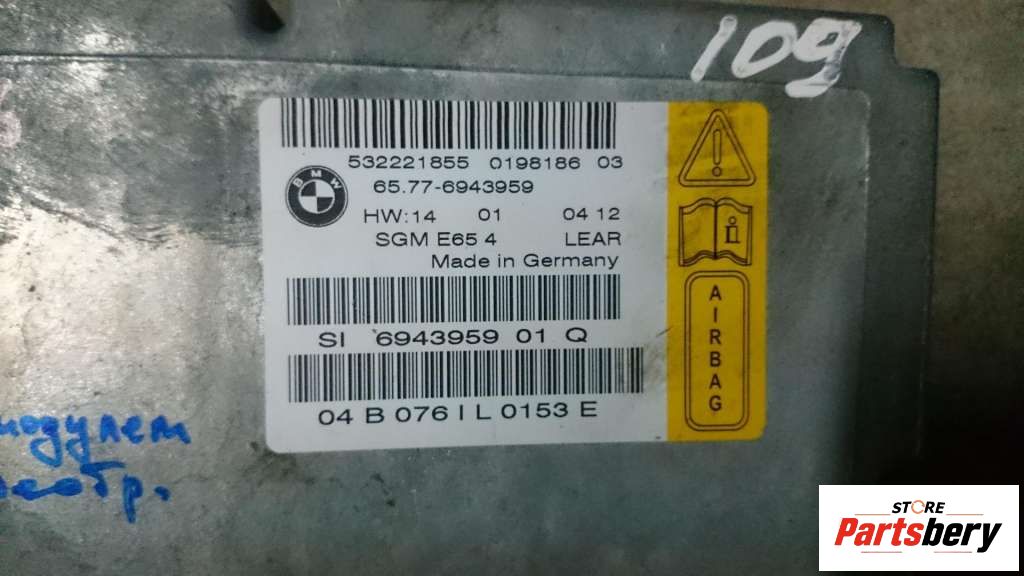 109
532221855 0198186 03
BMW
65.77-6943959
HW:14 01 04 12
SGM E65 4 LEAR
Made in Germany
SI 6943959 01 Q
04 B 076 I L 0153 E
AIRBAG
модулем
STORE
Partsbery